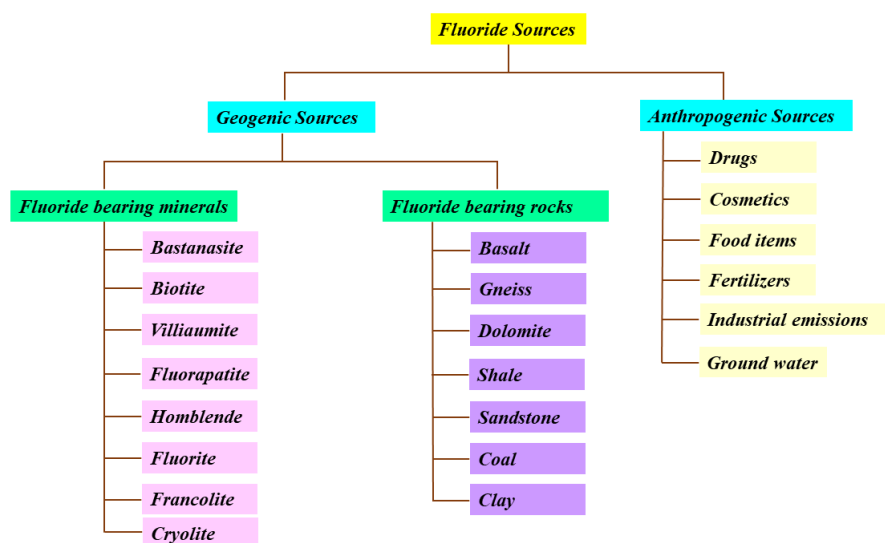 Fluoride Sources
Geogenic Sources
Anthropogenic Sources
Fluoride bearing minerals
Bastanasite
Biotite
Villiaumite
Fluorapatite
Homblende
Fluorite
Francolite
Cryolite
Fluoride bearing rocks
Basalt
Gneiss
Dolomite
Shale
Sandstone
Coal
Clay
Drugs
Cosmetics
Food items
Fertilizers
Industrial emissions
Ground water